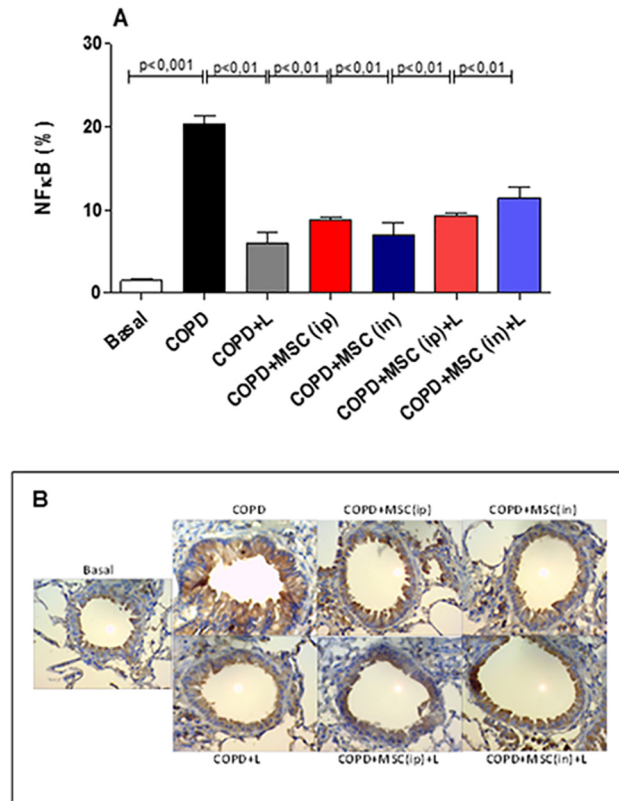 A
30
p<0,001 p<0,01 p<0,01 p<0,01 p<0,01 p<0,01
20
NFκB (%)
10
0
Basal
COPD
COPD+L
COPD+MSC (ip)
COPD+MSC (in)
COPD+MSC (ip)+L
COPD+MSC (in)+L
B
COPD COPD+MSC(ip) COPD+MSC(in)
Basal
COPD+L COPD+MSC(ip)+L COPD+MSC(in)+L